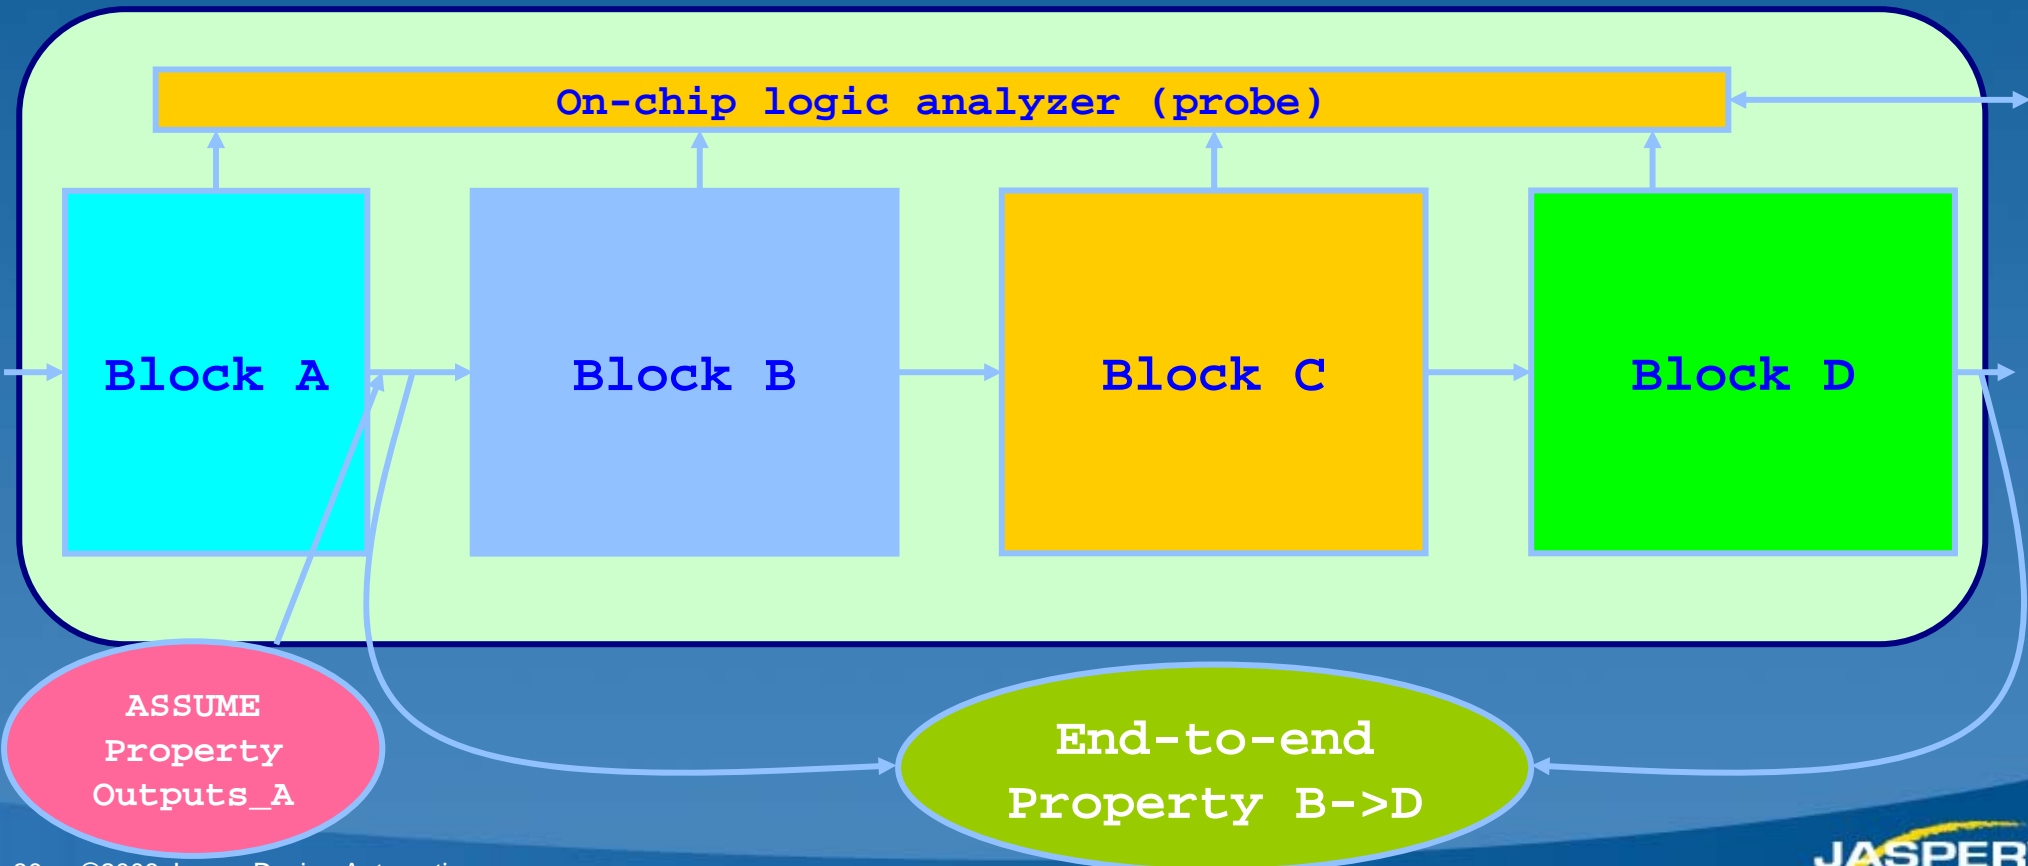 On-chip logic analyzer (probe)
Block A
Block B
Block C
Block D
ASSUME
Property
Outputs_A
End-to-end
Property B->D
JASPER